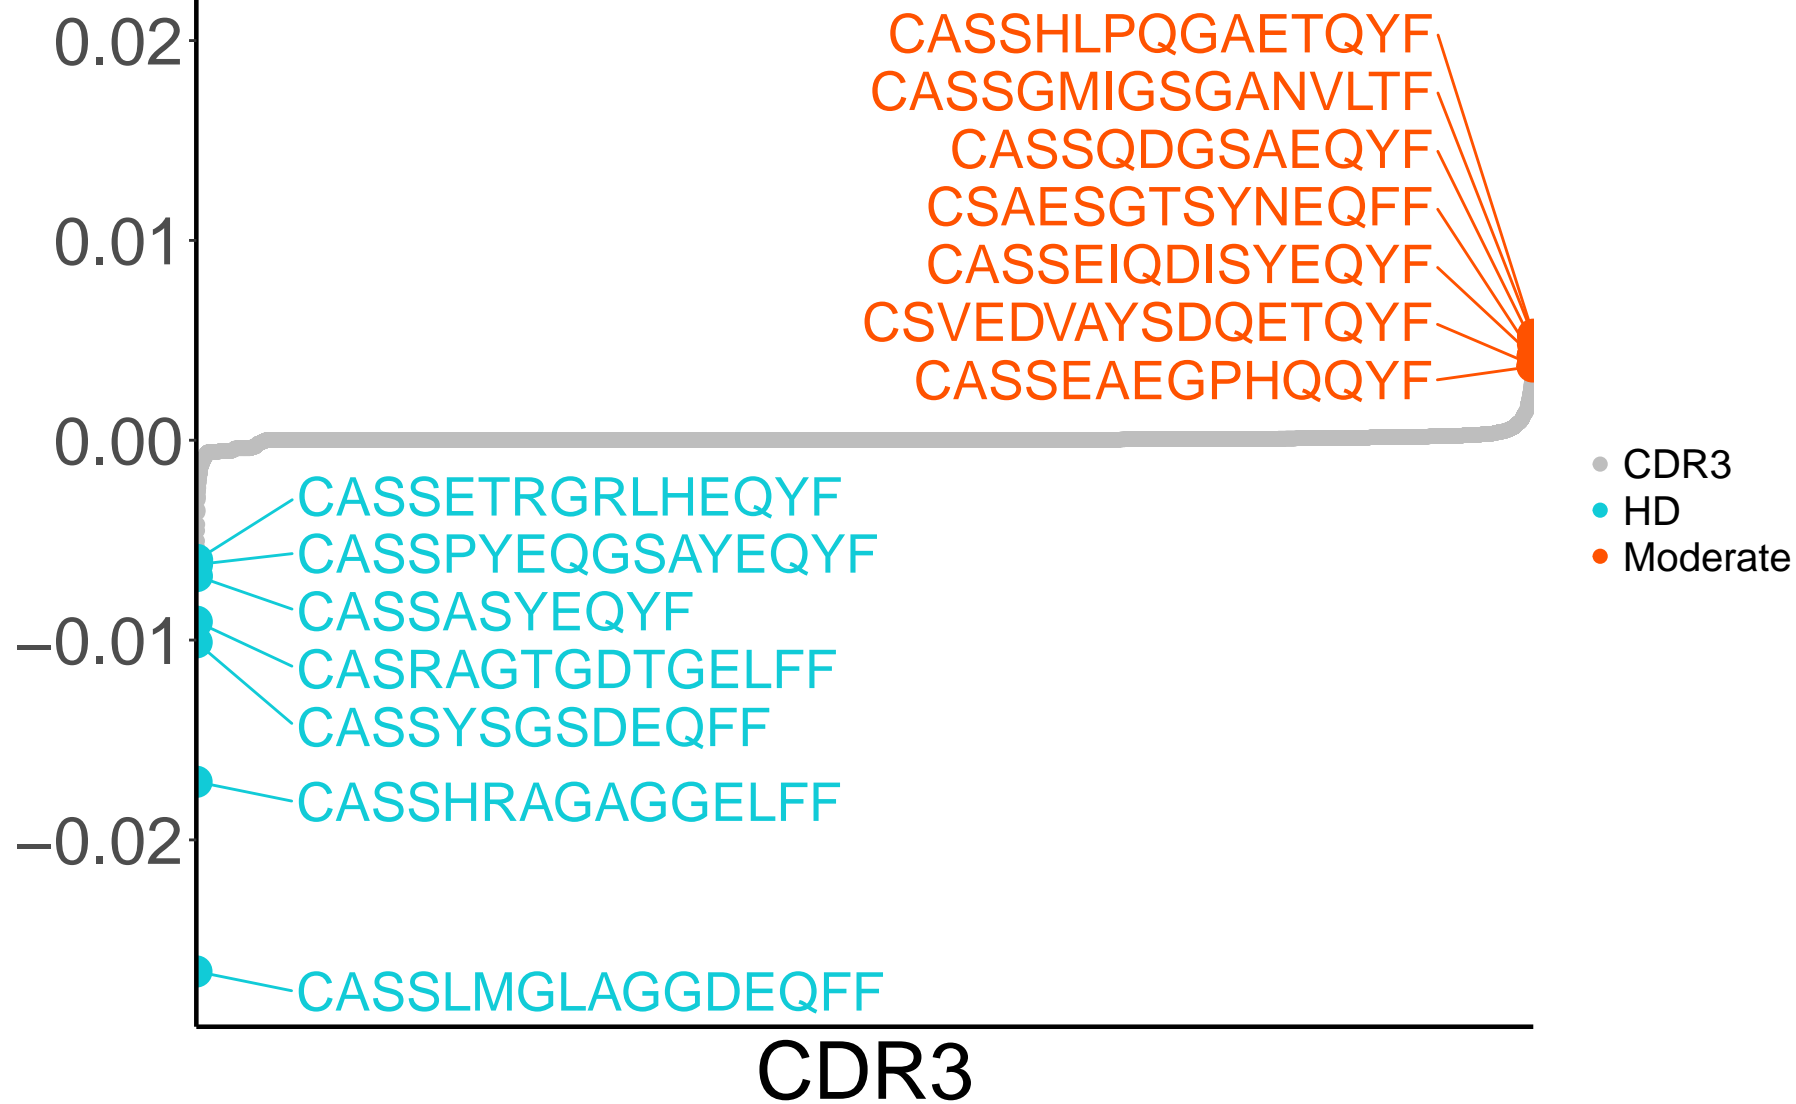 0.02
0.01
0.00
−0.01
−0.02
CASSHLPQGAETQYF
CASSGMIGSGANVLTF
CASSQDGSAEQYF
CSAESGTSYNEQFF
CASSEIQDISYEQYF
CSVEDVAYSDQETQYF
CASSEAEGPHQQYF
CASSETRGRLHEQYF
CASSPYEQGSAYEQYF
CASSASYEQYF
CASRAGTGDTGELFF
CASSYSGSDEQFF
CASSHRAGAGGELFF
CASSLMGLAGGDEQFF
CDR3
CDR3
HD
Moderate